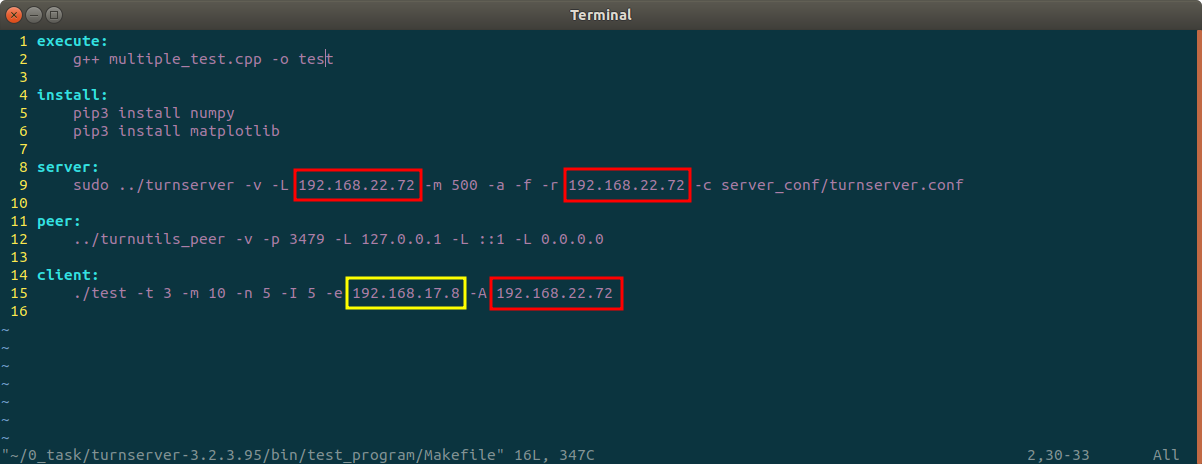 Terminal
1 execute:
2 g++ multiple_test.cpp -o test
3
4 install:
5 pip3 install numpy
6 pip3 install matplotlib
7
8 server:
9 sudo ../turnserver -v -L 192.168.22.72 -m 500 -a -f -r 192.168.22.72 -c server_conf/turnserver.conf
10
11 peer:
12 ../turnutils_peer -v -p 3479 -L 127.0.0.1 -L ::1 -L 0.0.0.0
13
14 client:
15 ./test -t 3 -m 10 -n 5 -I 5 -e 192.168.17.8 -A 192.168.22.72
16
~
~
~
~
~
~
~
"~/0_task/turnserver-3.2.3.95/bin/test_program/Makefile" 16L, 347C 2,30-33 All